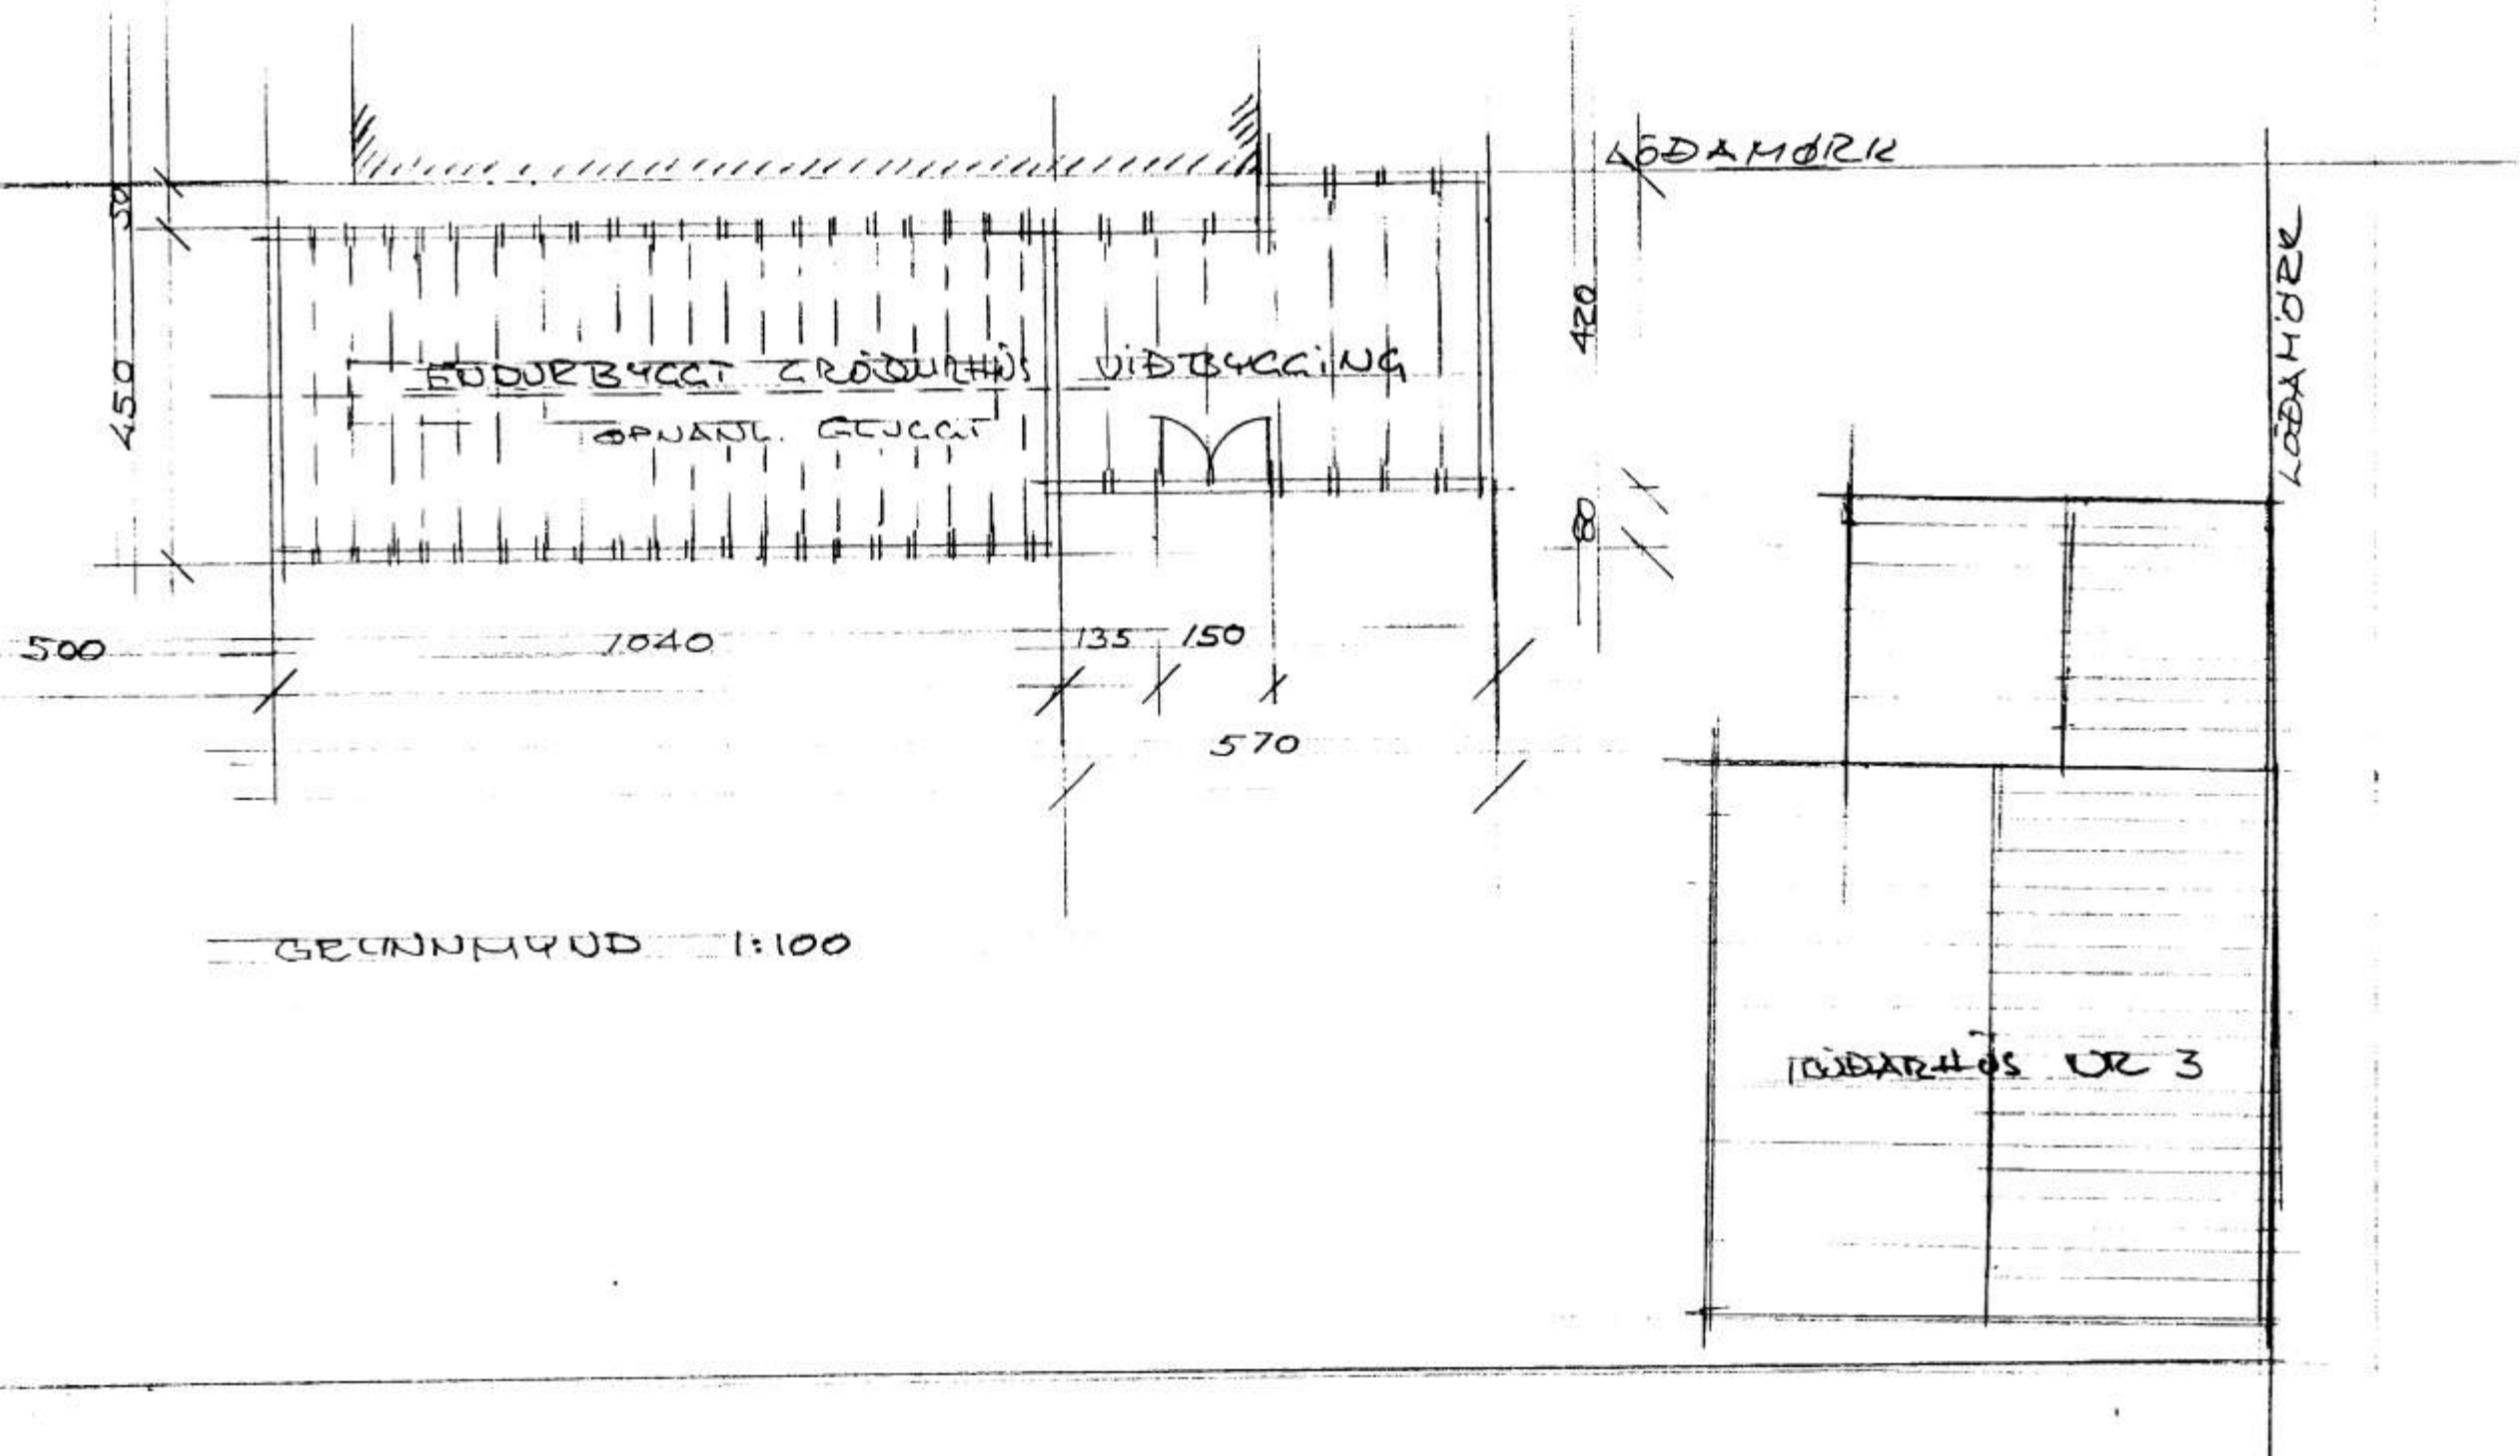 LÓÐAMØRK
50
LÓÐAMÖRK
420
450
ENDURBYGGT GRÓÐURHÚS
VIÐBYGGING
OPNANL. GLUGGI
80
500
1040
135
150
570
GRUNNMYND 1:100
ÍBÚÐARHÚS NR 3